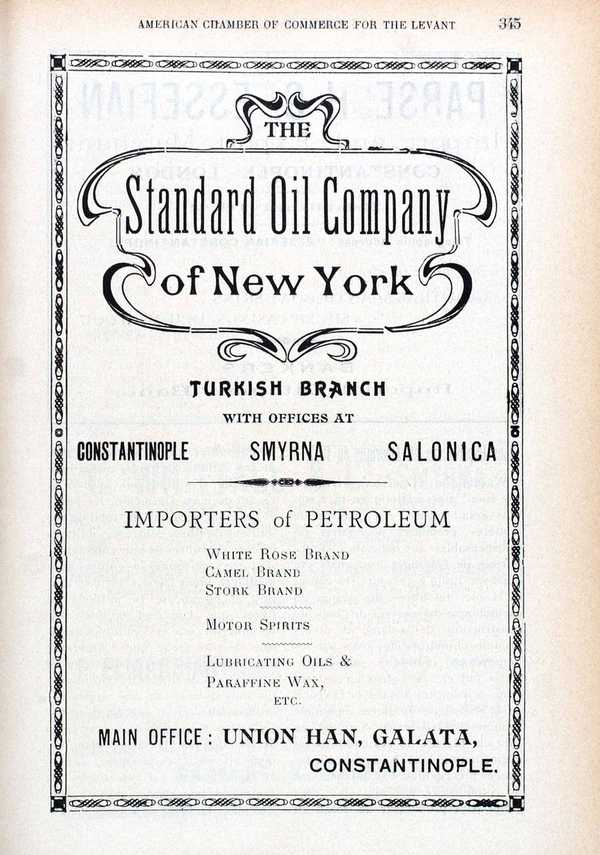 AMERICAN CHAMBER OF COMMERCE FOR THE LEVANT 345
THE
Standard Oil Company
of New York
TURKISH BRANCH
WITH OFFICES AT
CONSTANTINOPLE SMYRNA SALONICA
IMPORTERS of PETROLEUM
WHITE ROSE BRAND
CAMEL BRAND
STORK BRAND
MOTOR SPIRITS
LUBRICATING OILS &
PARAFFINE WAX,
ETC.
MAIN OFFICE: UNION HAN, GALATA,
CONSTANTINOPLE.